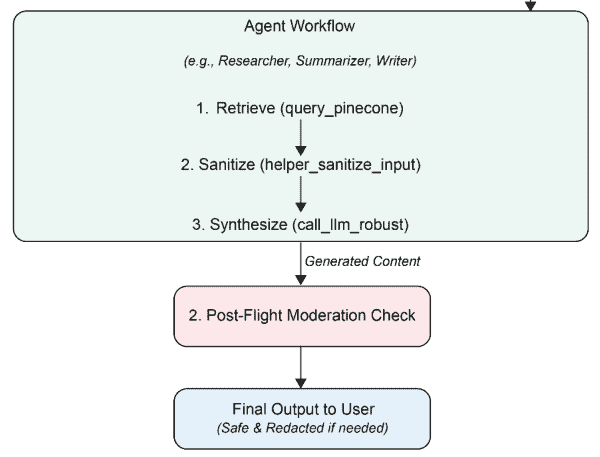 Agent Workflow
(e.g., Researcher, Summarizer, Writer)
1. Retrieve (query_pinecone)
2. Sanitize (helper_sanitize_input)
3. Synthesize (call_llm_robust)
Generated Content
2. Post-Flight Moderation Check
Final Output to User
(Safe & Redacted if needed)